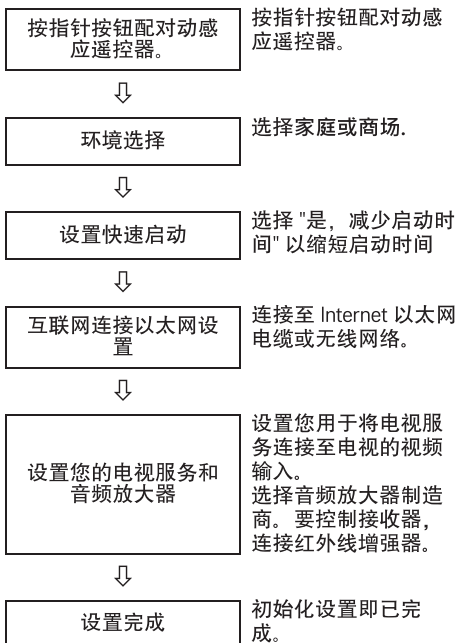 按指针按钮配对动感
应遥控器。
按指针按钮配对动感
应遥控器。
环境选择
选择家庭或商场.
设置快速启动
选择 "是，减少启动时
间" 以缩短启动时间
互联网连接以太网设
置
连接至 Internet 以太网
电缆或无线网络。
设置您的电视服务和
音频放大器
设置您用于将电视服
务连接至电视的视频
输入。
选择音频放大器制造
商。要控制接收器，
连接红外线增强器。
设置完成
初始化设置即已完
成。